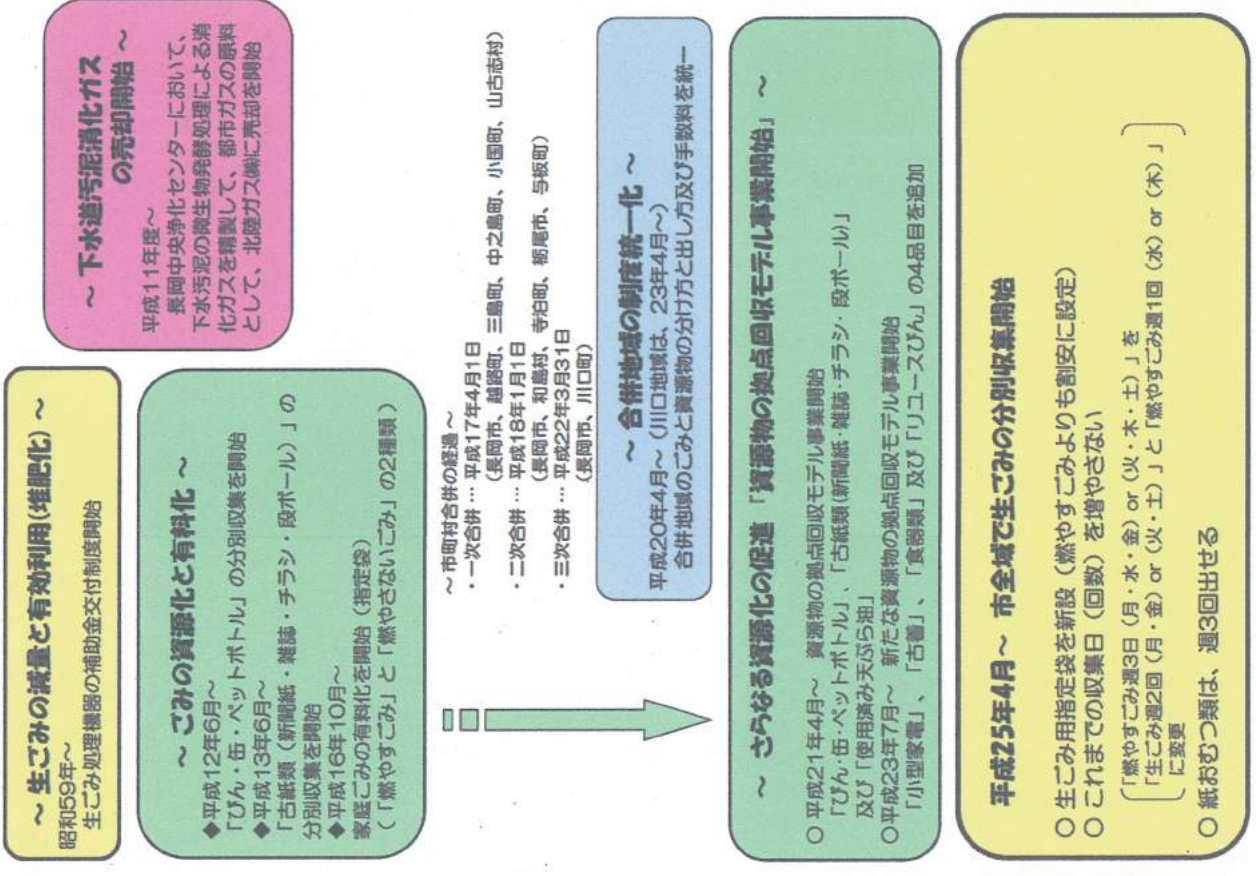 ～ 生ごみの減量と有効利用(堆肥化) ～
昭和59年～
生ごみ処理機器の補助金交付制度開始
～ 下水道汚泥消化ガス
の売却開始 ～
平成11年度～
長岡中央浄化センターにおいて、
下水汚泥の微生物発酵処理による消
化ガスを精製して、都市ガスの原料
として、北陸ガス㈱に売却を開始
～ ごみの資源化と有料化 ～
◆平成12年6月～
「びん・缶・ペットボトル」の分別収集を開始
◆平成13年6月～
「古紙類（新聞紙・雑誌・チラシ・段ボール）」の
分別収集を開始
◆平成16年10月～
家庭ごみの有料化を開始（指定袋）
（「燃やすごみ」と「燃やさないごみ」の2種類）
～ 市町村合併の経過 ～
・一次合併 … 平成17年4月1日
（長岡市、越路町、三島町、中之島町、小国町、山古志村）
・二次合併 … 平成18年1月1日
（長岡市、和島村、寺泊町、栃尾市、与板町）
・三次合併 … 平成22年3月31日
（長岡市、川口町）
～ 合併地域の制度統一化 ～
平成20年4月～（川口地域は、23年4月～）
合併地域のごみと資源物の分け方と出し方及び手数料を統一
～ さらなる資源化の促進 「資源物の拠点回収モデル事業開始」 ～
○ 平成21年4月～ 資源物の拠点回収モデル事業開始
「びん・缶・ペットボトル」、「古紙類(新聞紙・雑誌・チラシ・段ボール)」
及び「使用済み天ぷら油」
○平成23年7月～ 新たな資源物の拠点回収モデル事業開始
「小型家電」、「古着」、「食器類」及び「リユースびん」の4品目を追加
平成25年4月～ 市全域で生ごみの分別収集開始
○ 生ごみ用指定袋を新設（燃やすごみよりも割安に設定）
○ これまでの収集日（回数）を増やさない
「燃やすごみ週3日（月・水・金）or（火・木・土）」を
「生ごみ週2回（月・金）or（火・土）」と「燃やすごみ週1回（水）or（木）」
に変更
○ 紙おむつ類は、週3回出せる